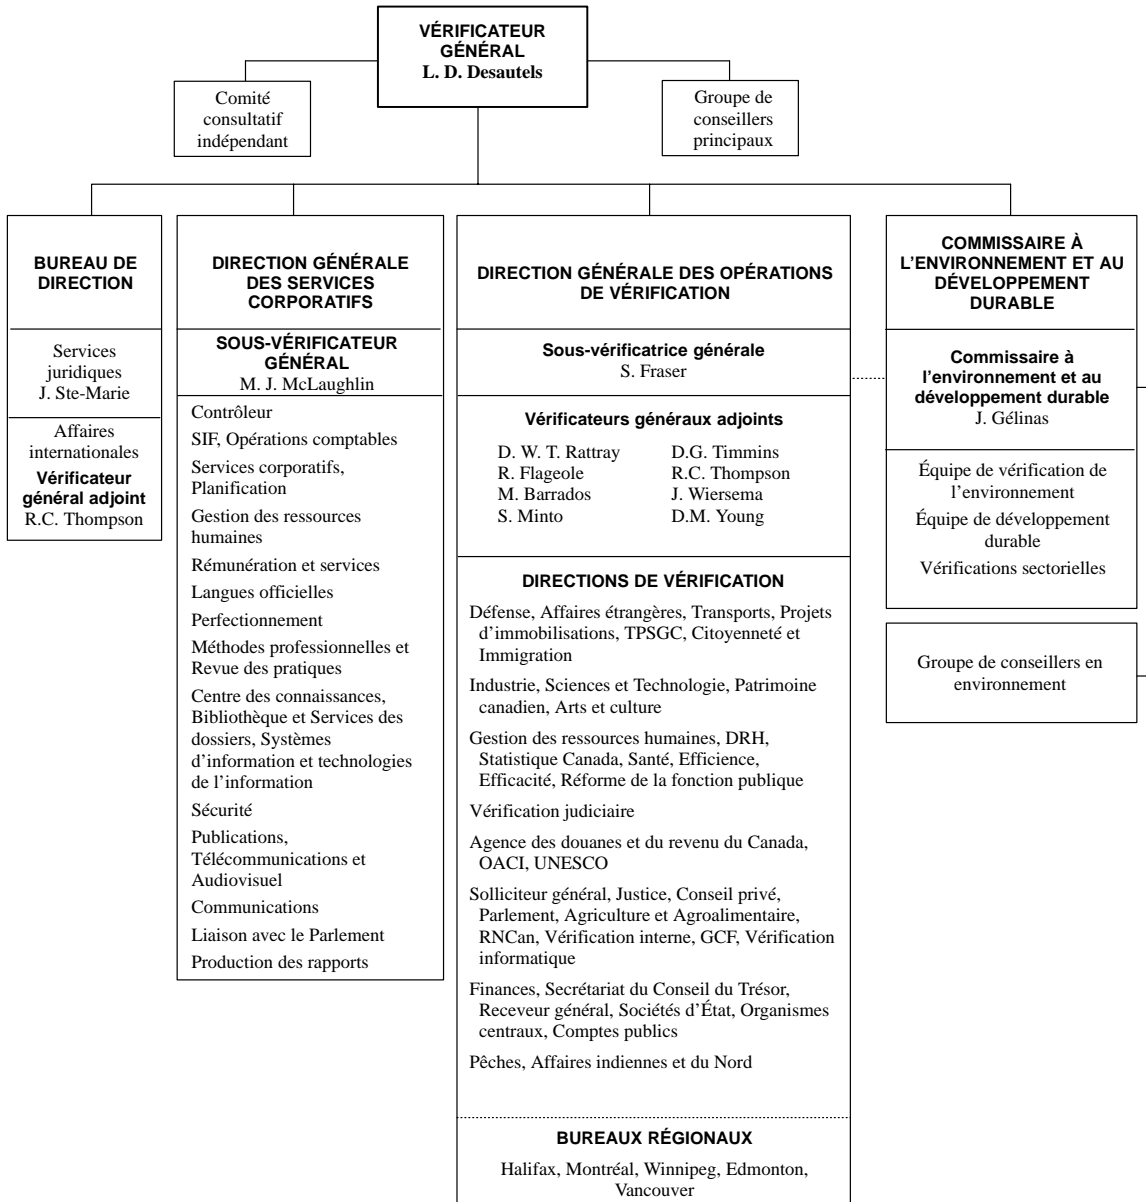 VÉRIFICATEUR
GÉNÉRAL
L. D. Desautels
Comité
consultatif
indépendant
Groupe de
conseillers
principaux
BUREAU DE
DIRECTION
Services
juridiques
J. Ste-Marie
Affaires
internationales
Vérificateur
général adjoint
R.C. Thompson
DIRECTION GÉNÉRALE
DES SERVICES
CORPORATIFS
SOUS-VÉRIFICATEUR
GÉNÉRAL
M. J. McLaughlin
Contrôleur
SIF, Opérations comptables
Services corporatifs,
Planification
Gestion des ressources
humaines
Rémunération et services
Langues officielles
Perfectionnement
Méthodes professionnelles et
Revue des pratiques
Centre des connaissances,
Bibliothèque et Services des
dossiers, Systèmes
d’information et technologies
de l’information
Sécurité
Publications,
Télécommunications et
Audiovisuel
Communications
Liaison avec le Parlement
Production des rapports
DIRECTION GÉNÉRALE DES OPÉRATIONS
DE VÉRIFICATION
Sous-vérificatrice générale
S. Fraser
Vérificateurs généraux adjoints
D. W. T. Rattray D.G. Timmins
R. Flageole R.C. Thompson
M. Barrados J. Wiersema
S. Minto D.M. Young
DIRECTIONS DE VÉRIFICATION
Défense, Affaires étrangères, Transports, Projets
d’immobilisations, TPSGC, Citoyenneté et
Immigration
Industrie, Sciences et Technologie, Patrimoine
canadien, Arts et culture
Gestion des ressources humaines, DRH,
Statistique Canada, Santé, Efficience,
Efficacité, Réforme de la fonction publique
Vérification judiciaire
Agence des douanes et du revenu du Canada,
OACI, UNESCO
Solliciteur général, Justice, Conseil privé,
Parlement, Agriculture et Agroalimentaire,
RNCan, Vérification interne, GCF, Vérification
informatique
Finances, Secrétariat du Conseil du Trésor,
Receveur général, Sociétés d’État, Organismes
centraux, Comptes publics
Pêches, Affaires indiennes et du Nord
BUREAUX RÉGIONAUX
Halifax, Montréal, Winnipeg, Edmonton,
Vancouver
COMMISSAIRE À
L’ENVIRONNEMENT ET AU
DÉVELOPPEMENT
DURABLE
Commissaire à
l’environnement et au
développement durable
J. Gélinas
Équipe de vérification de
l’environnement
Équipe de développement
durable
Vérifications sectorielles
Groupe de conseillers en
environnement